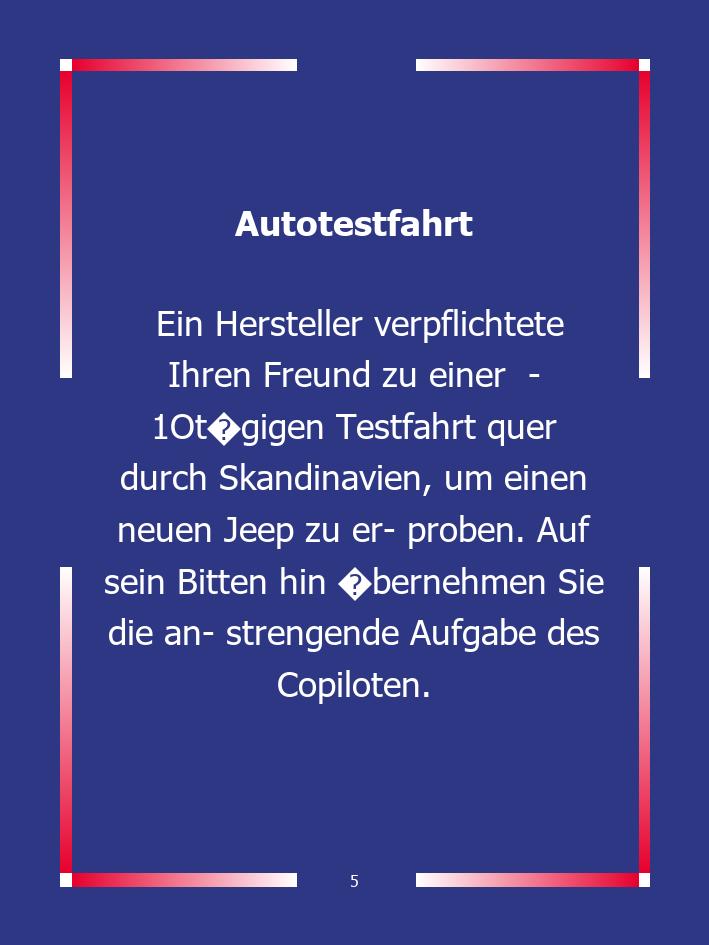 Autotestfahrt
Ein Hersteller verpflichtete
Ihren Freund zu einer  -
1Ot�gigen Testfahrt quer
durch Skandinavien, um einen
neuen Jeep zu er- proben. Auf
sein Bitten hin �bernehmen Sie
die an- strengende Aufgabe des
Copiloten.
5